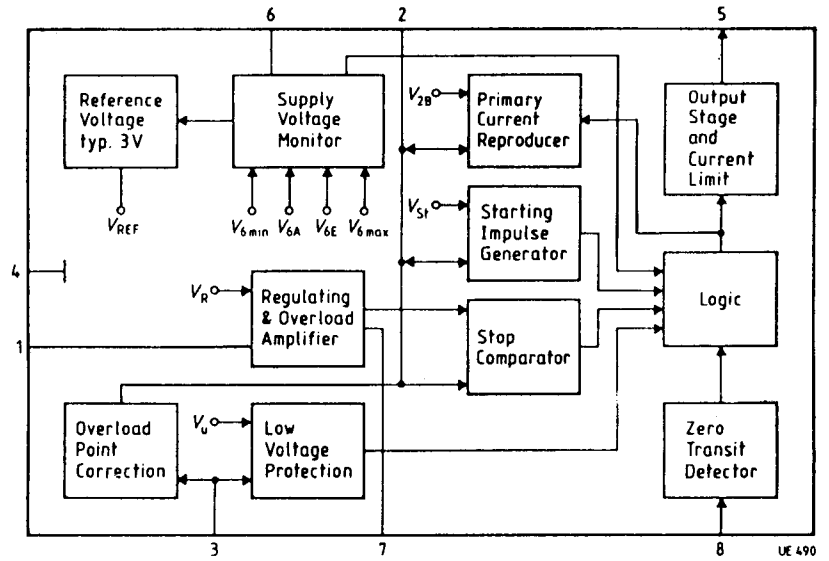 6
2
5
Reference
Voltage
typ. 3V
Supply
Voltage
Monitor
V2B
Primary
Current
Reproducer
Output
Stage
and
Current
Limit
VREF
V6min
V6A
V6E
V6max
VSt
Starting
Impulse
Generator
4
VR
Regulating
& Overload
Amplifier
Stop
Comparator
Logic
1
Overload
Point
Correction
Vu
Low
Voltage
Protection
Zero
Transit
Detector
3
7
8
UE 490